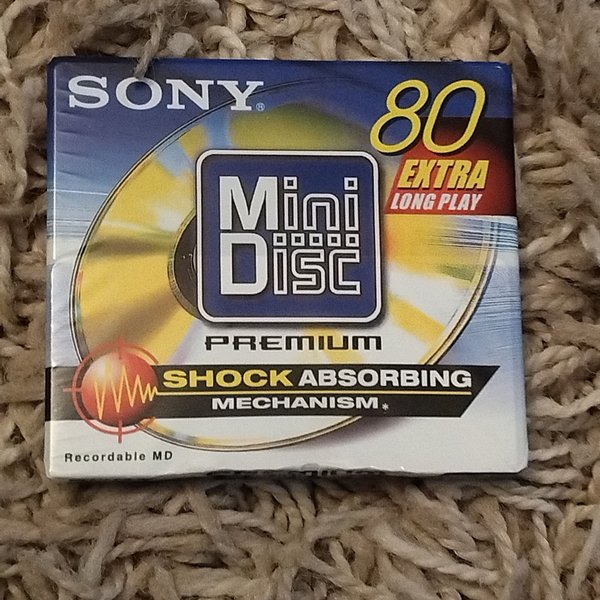 SONY®
80
EXTRA
LONG PLAY
Mini
Disc
PREMIUM
SHOCK ABSORBING
MECHANISM*
Recordable MD